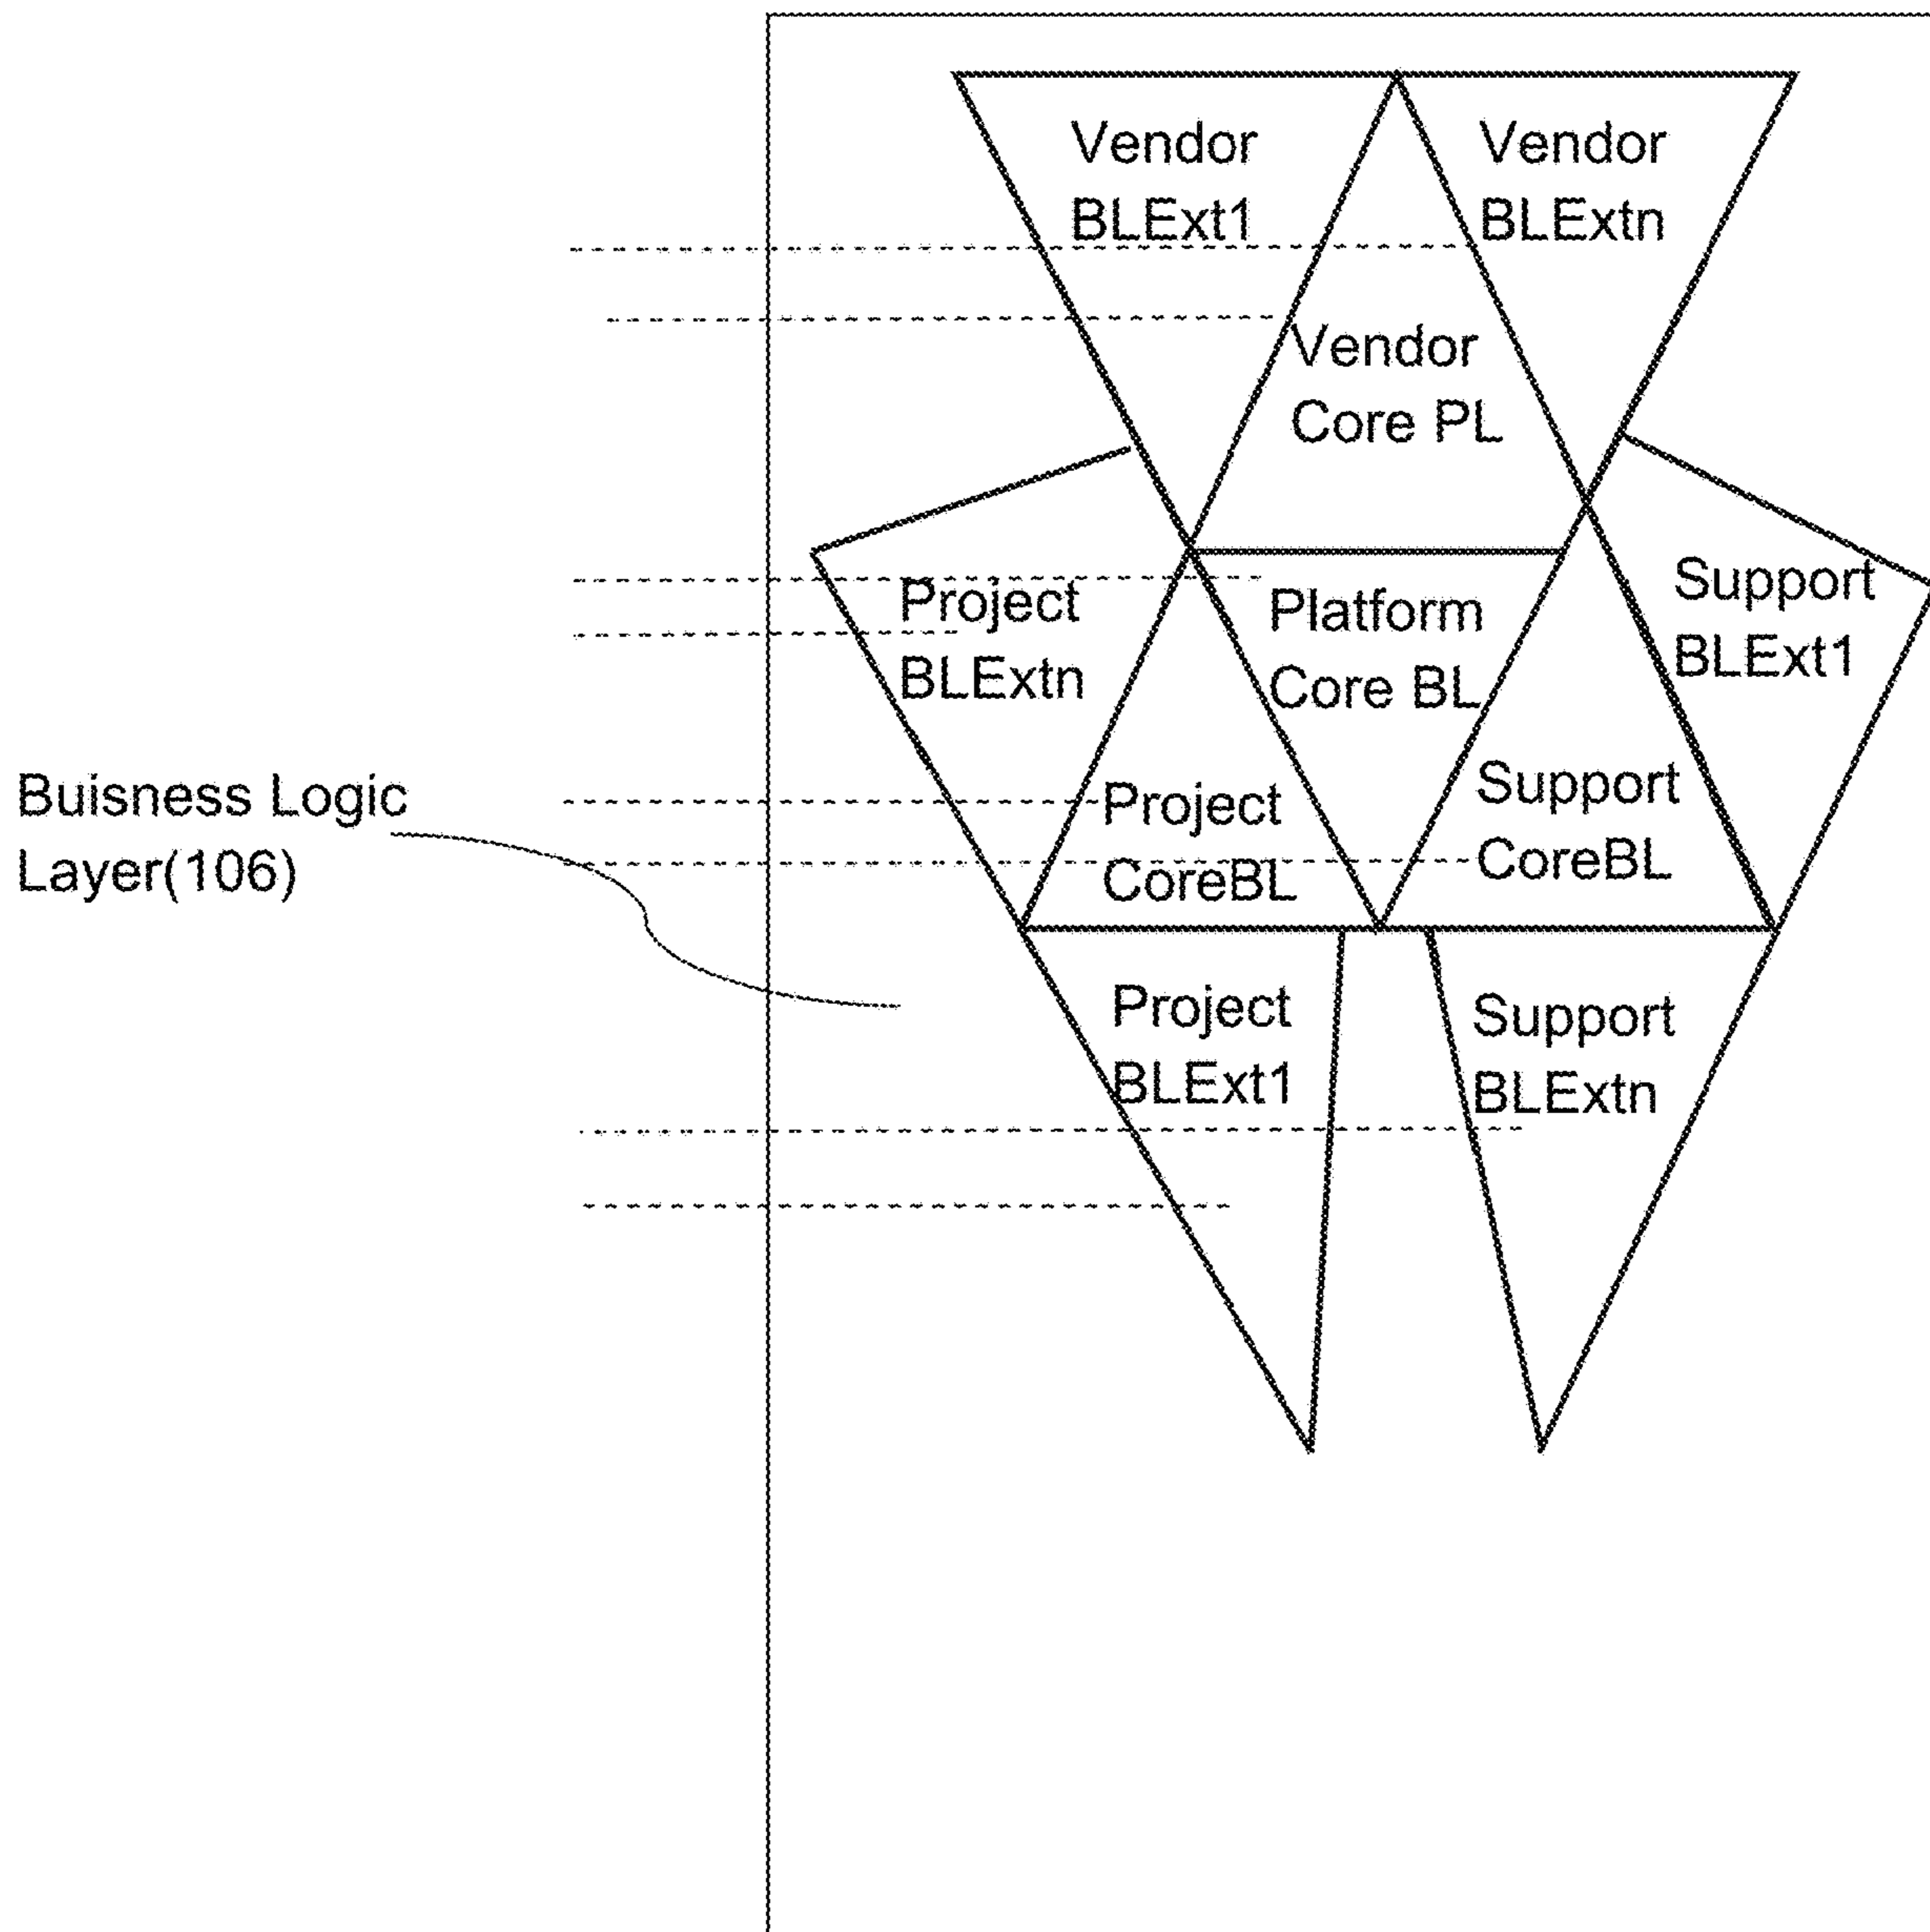 Vendor
BLExt1
Vendor
BLExtn
Vendor
Core PL
Project
BLExtn
Platform
Core BL
Support
BLExt1
Buisness Logic
Layer(106)
Project
CoreBL
Support
CoreBL
Project
BLExt1
Support
BLExtn